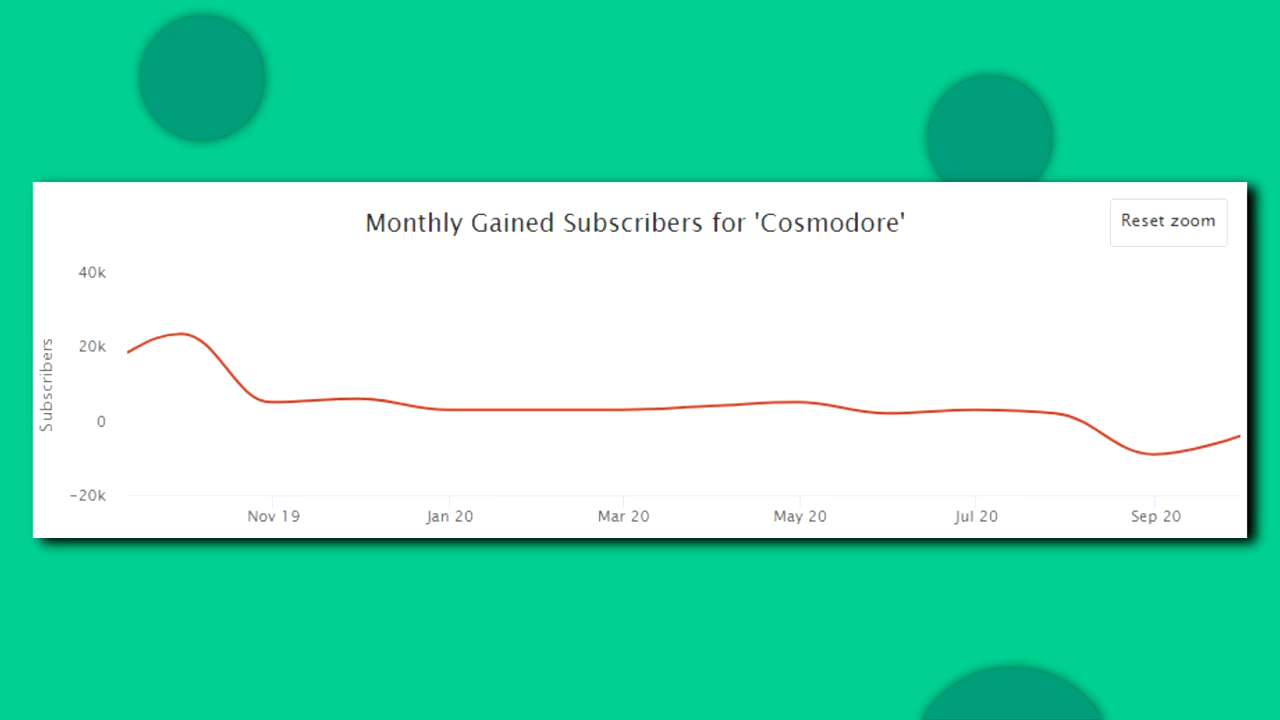 Monthly Gained Subscribers for 'Cosmodore'
Reset zoom
Subscribers
40k
20k
0
-20k
Nov 19
Jan 20
Mar 20
May 20
Jul 20
Sep 20